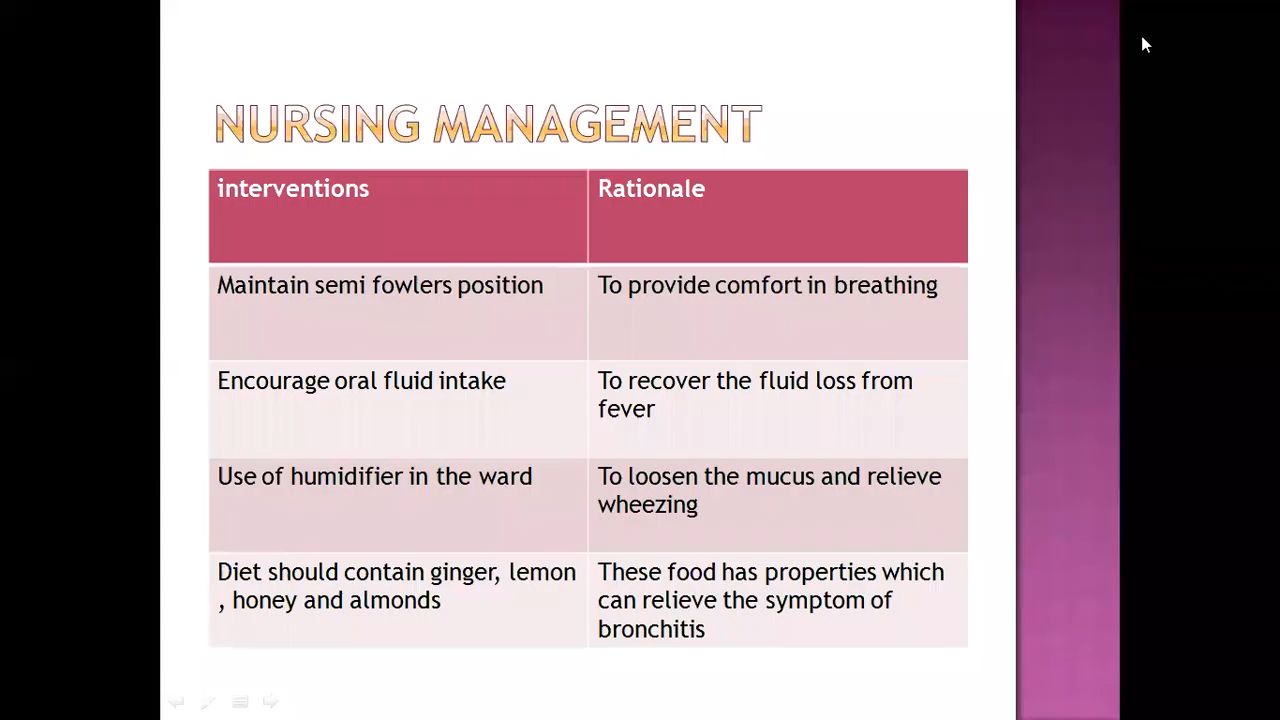 NURSING MANAGEMENT
interventions
Rationale
Maintain semi fowlers position
To provide comfort in breathing
Encourage oral fluid intake
To recover the fluid loss from
fever
Use of humidifier in the ward
To loosen the mucus and relieve
wheezing
Diet should contain ginger, lemon
, honey and almonds
These food has properties which
can relieve the symptom of
bronchitis